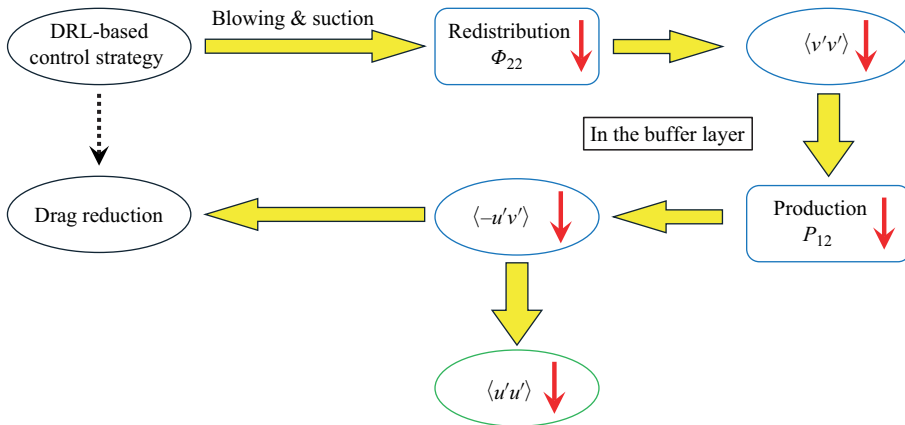 DRL-based
control strategy
Blowing & suction
Redistribution
Φ₂₂
⟨v′v′⟩
In the buffer layer
Drag reduction
⟨−u′v′⟩
Production
P₁₂
⟨u′u′⟩